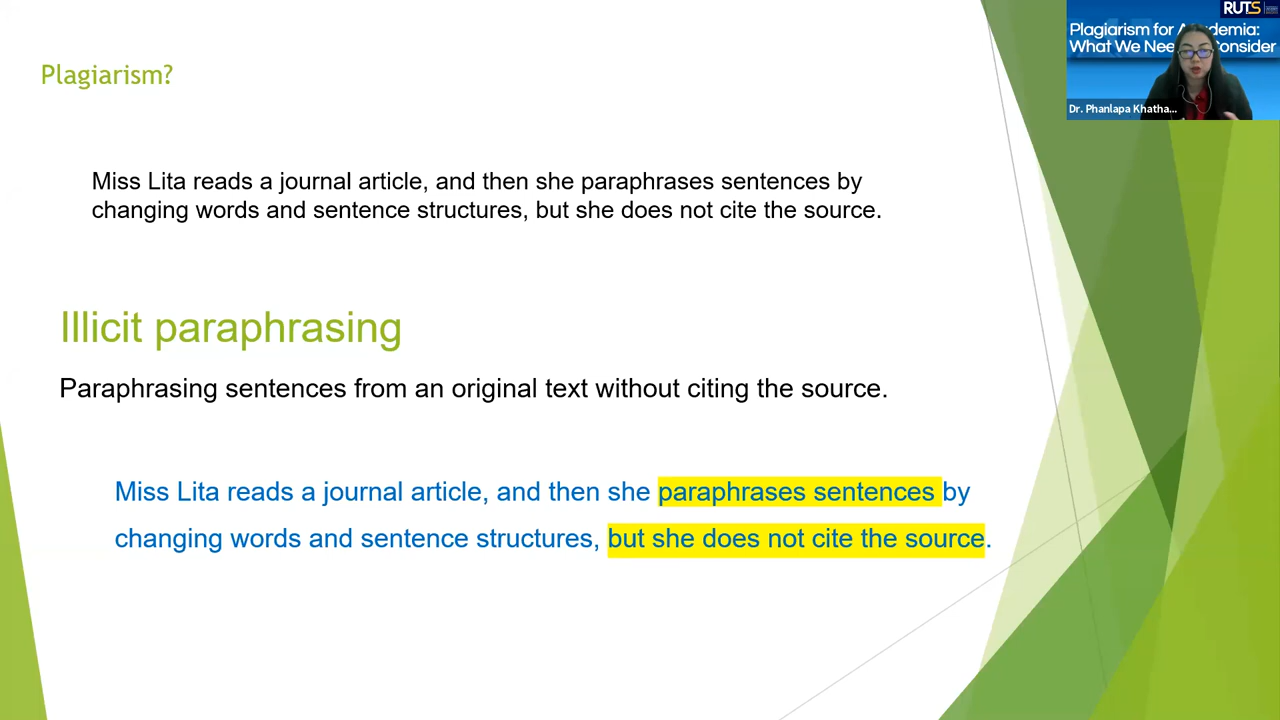 RUTS
Plagiarism for
What We Nee Consider
Dr. Phanlapa Khatha...
Plagiarism?
Miss Lita reads a journal article, and then she paraphrases sentences by
changing words and sentence structures, but she does not cite the source.
Illicit paraphrasing
Paraphrasing sentences from an original text without citing the source.
Miss Lita reads a journal article, and then she paraphrases sentences by
changing words and sentence structures, but she does not cite the source.